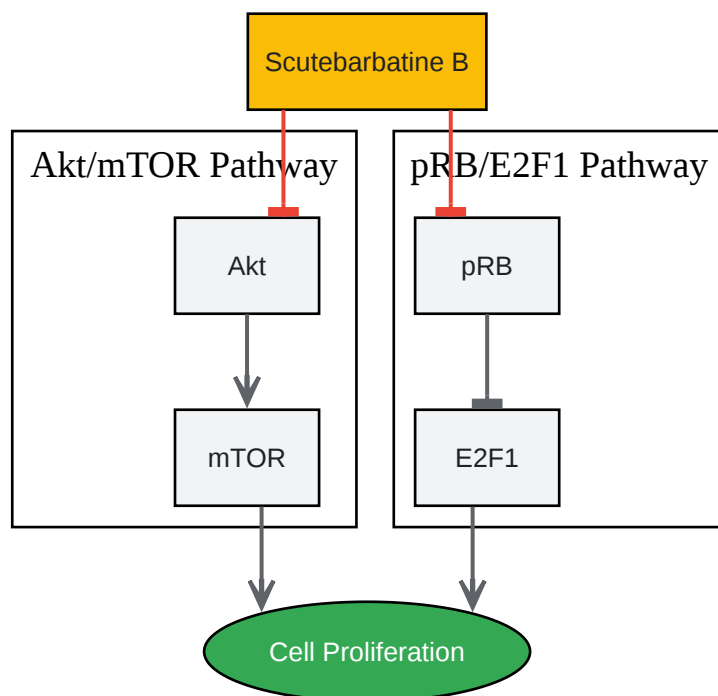 Scutebarbatine B
Akt/mTOR Pathway
pRB/E2F1 Pathway
Akt
pRB
mTOR
E2F1
Cell Proliferation